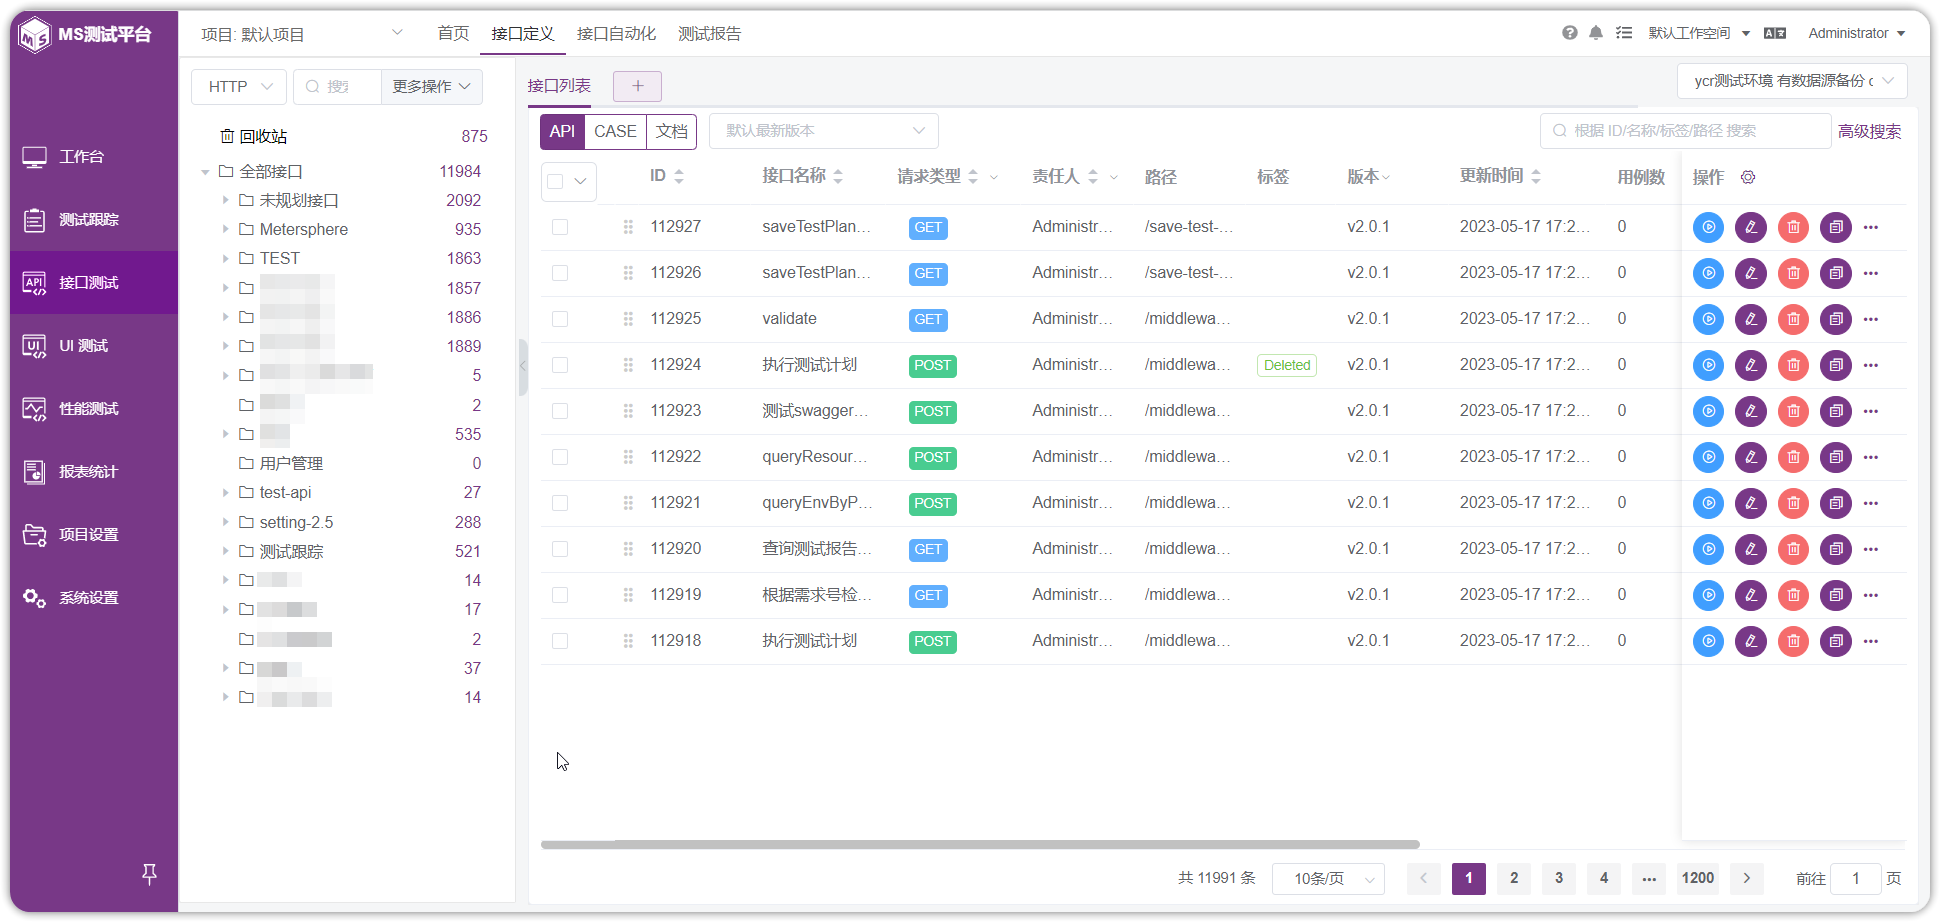 MS测试平台
项目: 默认项目
首页
接口定义
接口自动化
测试报告
默认工作空间
Administrator
工作台
测试跟踪
接口测试
UI 测试
性能测试
报表统计
项目设置
系统设置
HTTP
更多操作
回收站 875
全部接口 11984
未规划接口 2092
Metersphere 935
TEST 1863
1857
1886
1889
5
2
535
用户管理 0
test-api 27
setting-2.5 288
测试跟踪 521
14
17
2
37
14
接口列表
+
ycr测试环境 有数据源备份 c
API CASE 文档
默认最新版本
根据 ID/名称/标签/路径 搜索
高级搜索
ID 接口名称 请求类型 责任人 路径 标签 版本 更新时间 用例数 操作
112927 saveTestPlan... GET Administr... /save-test-... v2.0.1 2023-05-17 17:2... 0
112926 saveTestPlan... GET Administr... /save-test-... v2.0.1 2023-05-17 17:2... 0
112925 validate GET Administr... /middlewa... v2.0.1 2023-05-17 17:2... 0
112924 执行测试计划 POST Administr... /middlewa... Deleted v2.0.1 2023-05-17 17:2... 0
112923 测试swagger... POST Administr... /middlewa... v2.0.1 2023-05-17 17:2... 0
112922 queryResour... POST Administr... /middlewa... v2.0.1 2023-05-17 17:2... 0
112921 queryEnvByP... POST Administr... /middlewa... v2.0.1 2023-05-17 17:2... 0
112920 查询测试报告... GET Administr... /middlewa... v2.0.1 2023-05-17 17:2... 0
112919 根据需求号检... GET Administr... /middlewa... v2.0.1 2023-05-17 17:2... 0
112918 执行测试计划 POST Administr... /middlewa... v2.0.1 2023-05-17 17:2... 0
共 11991 条 10条/页 1 2 3 4 ... 1200 前往 1 页